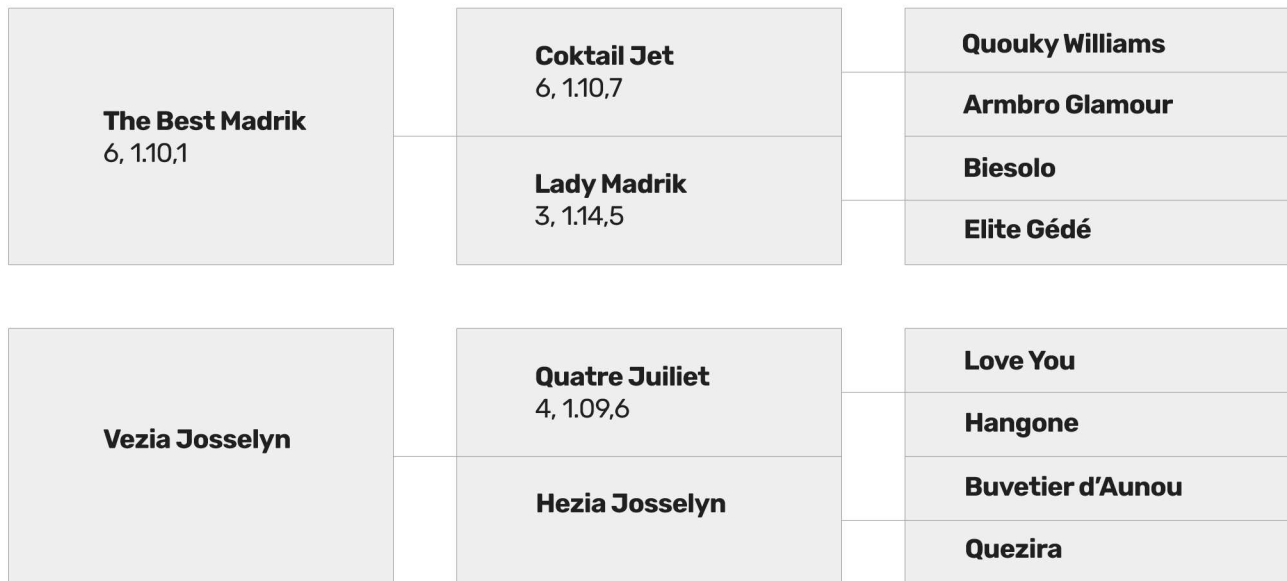 The Best Madrik
6, 1.10,1
Coktail Jet
6, 1.10,7
Lady Madrik
3, 1.14,5
Quouky Williams
Armbro Glamour
Biesolo
Elite Gédé
Vezia Josselyn
Quatre Juiliet
4, 1.09,6
Hezia Josselyn
Love You
Hangone
Buvetier d’Aunou
Quezira